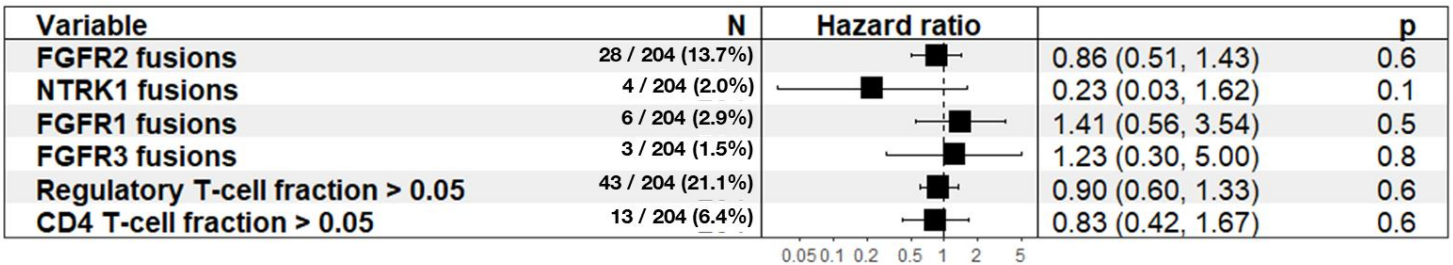 Variable N Hazard ratio p
FGFR2 fusions 28 / 204 (13.7%) 0.86 (0.51, 1.43) 0.6
NTRK1 fusions 4 / 204 (2.0%) 0.23 (0.03, 1.62) 0.1
FGFR1 fusions 6 / 204 (2.9%) 1.41 (0.56, 3.54) 0.5
FGFR3 fusions 3 / 204 (1.5%) 1.23 (0.30, 5.00) 0.8
Regulatory T-cell fraction > 0.05 43 / 204 (21.1%) 0.90 (0.60, 1.33) 0.6
CD4 T-cell fraction > 0.05 13 / 204 (6.4%) 0.83 (0.42, 1.67) 0.6
0.05 0.1 0.2 0.5 1 2 5